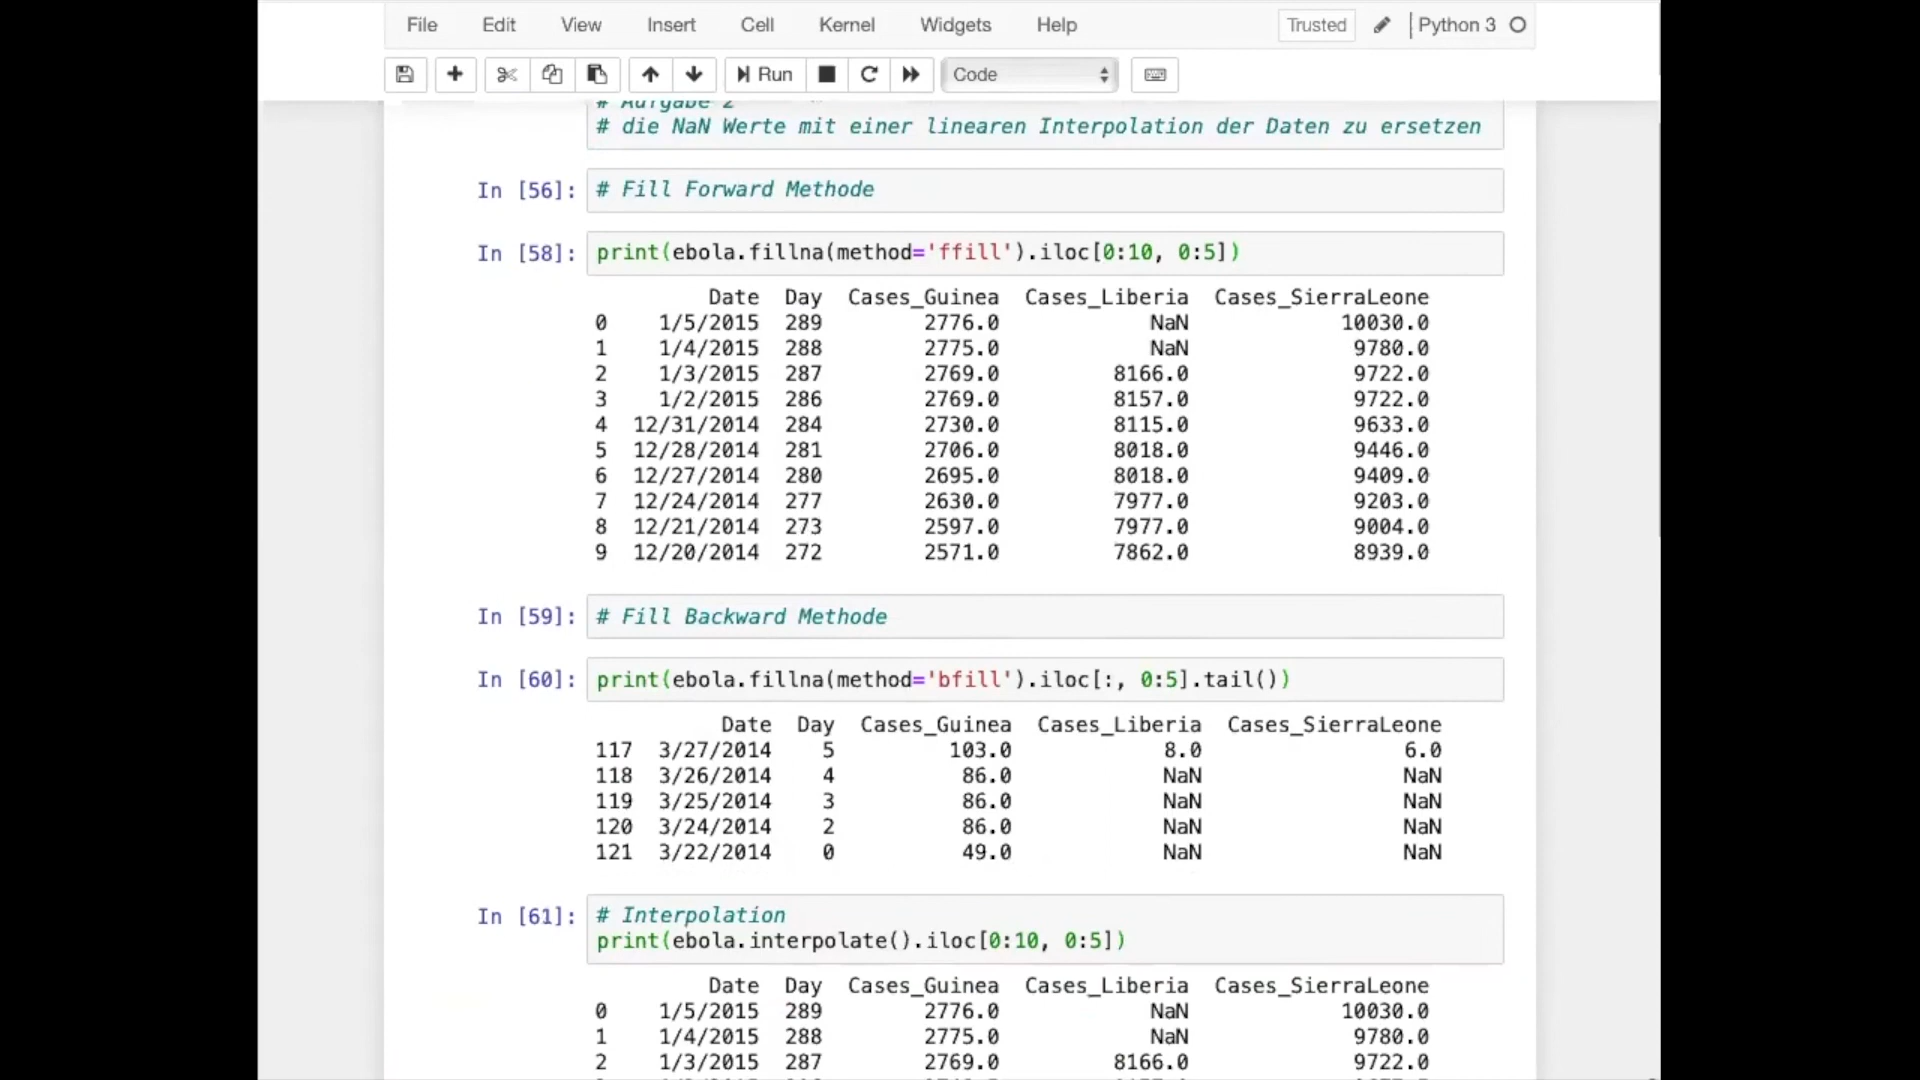 File Edit View Insert Cell Kernel Widgets Help Trusted Python 3
Run Code
# Aufgabe 2
# die NaN Werte mit einer linearen Interpolation der Daten zu ersetzen
In [56]: # Fill Forward Methode
In [58]: print(ebola.fillna(method='ffill').iloc[0:10, 0:5])
Date Day Cases_Guinea Cases_Liberia Cases_SierraLeone
0 1/5/2015 289 2776.0 NaN 10030.0
1 1/4/2015 288 2775.0 NaN 9780.0
2 1/3/2015 287 2769.0 8166.0 9722.0
3 1/2/2015 286 2769.0 8157.0 9722.0
4 12/31/2014 284 2730.0 8115.0 9633.0
5 12/28/2014 281 2706.0 8018.0 9446.0
6 12/27/2014 280 2695.0 8018.0 9409.0
7 12/24/2014 277 2630.0 7977.0 9203.0
8 12/21/2014 273 2597.0 7977.0 9004.0
9 12/20/2014 272 2571.0 7862.0 8939.0
In [59]: # Fill Backward Methode
In [60]: print(ebola.fillna(method='bfill').iloc[:, 0:5].tail())
Date Day Cases_Guinea Cases_Liberia Cases_SierraLeone
117 3/27/2014 5 103.0 8.0 6.0
118 3/26/2014 4 86.0 NaN NaN
119 3/25/2014 3 86.0 NaN NaN
120 3/24/2014 2 86.0 NaN NaN
121 3/22/2014 0 49.0 NaN NaN
In [61]: # Interpolation
print(ebola.interpolate().iloc[0:10, 0:5])
Date Day Cases_Guinea Cases_Liberia Cases_SierraLeone
0 1/5/2015 289 2776.0 NaN 10030.0
1 1/4/2015 288 2775.0 NaN 9780.0
2 1/3/2015 287 2769.0 8166.0 9722.0